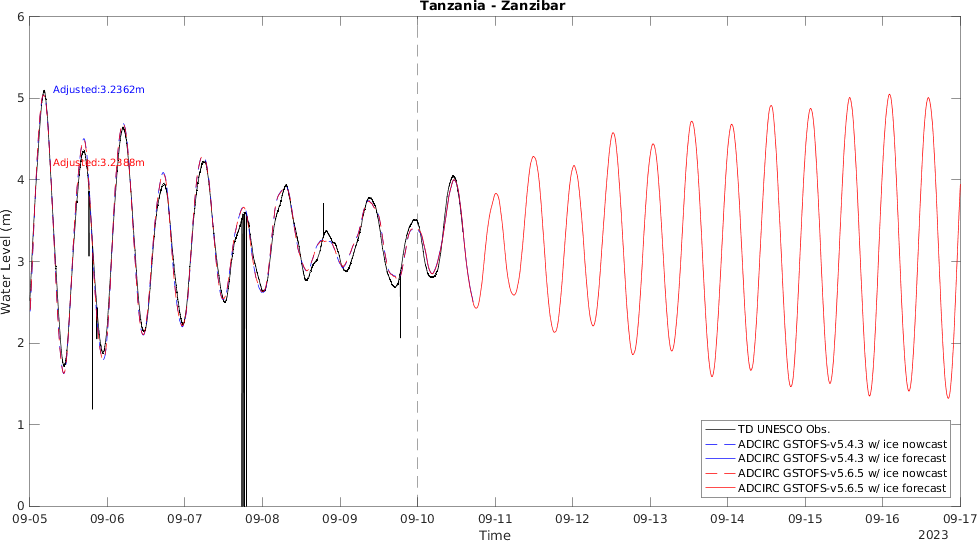 Tanzania - Zanzibar
6
5
4
3
2
1
0
Water Level (m)
Adjusted:3.2362m
Adjusted:3.2388m
TD UNESCO Obs.
ADCIRC GSTOFS-v5.4.3 w/ ice nowcast
ADCIRC GSTOFS-v5.4.3 w/ ice forecast
ADCIRC GSTOFS-v5.6.5 w/ ice nowcast
ADCIRC GSTOFS-v5.6.5 w/ ice forecast
09-05 09-06 09-07 09-08 09-09 09-10 09-11 09-12 09-13 09-14 09-15 09-16 09-17
Time
2023